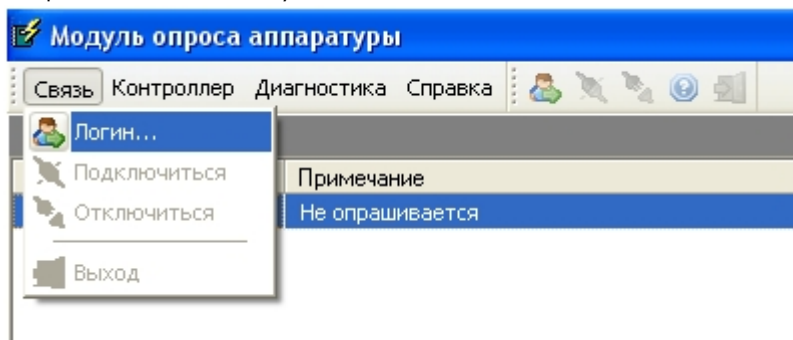 Модуль опроса аппаратуры
Связь Контроллер Диагностика Справка
Логин...
Подключиться
Примечание
Отключиться
Не опрашивается
Выход